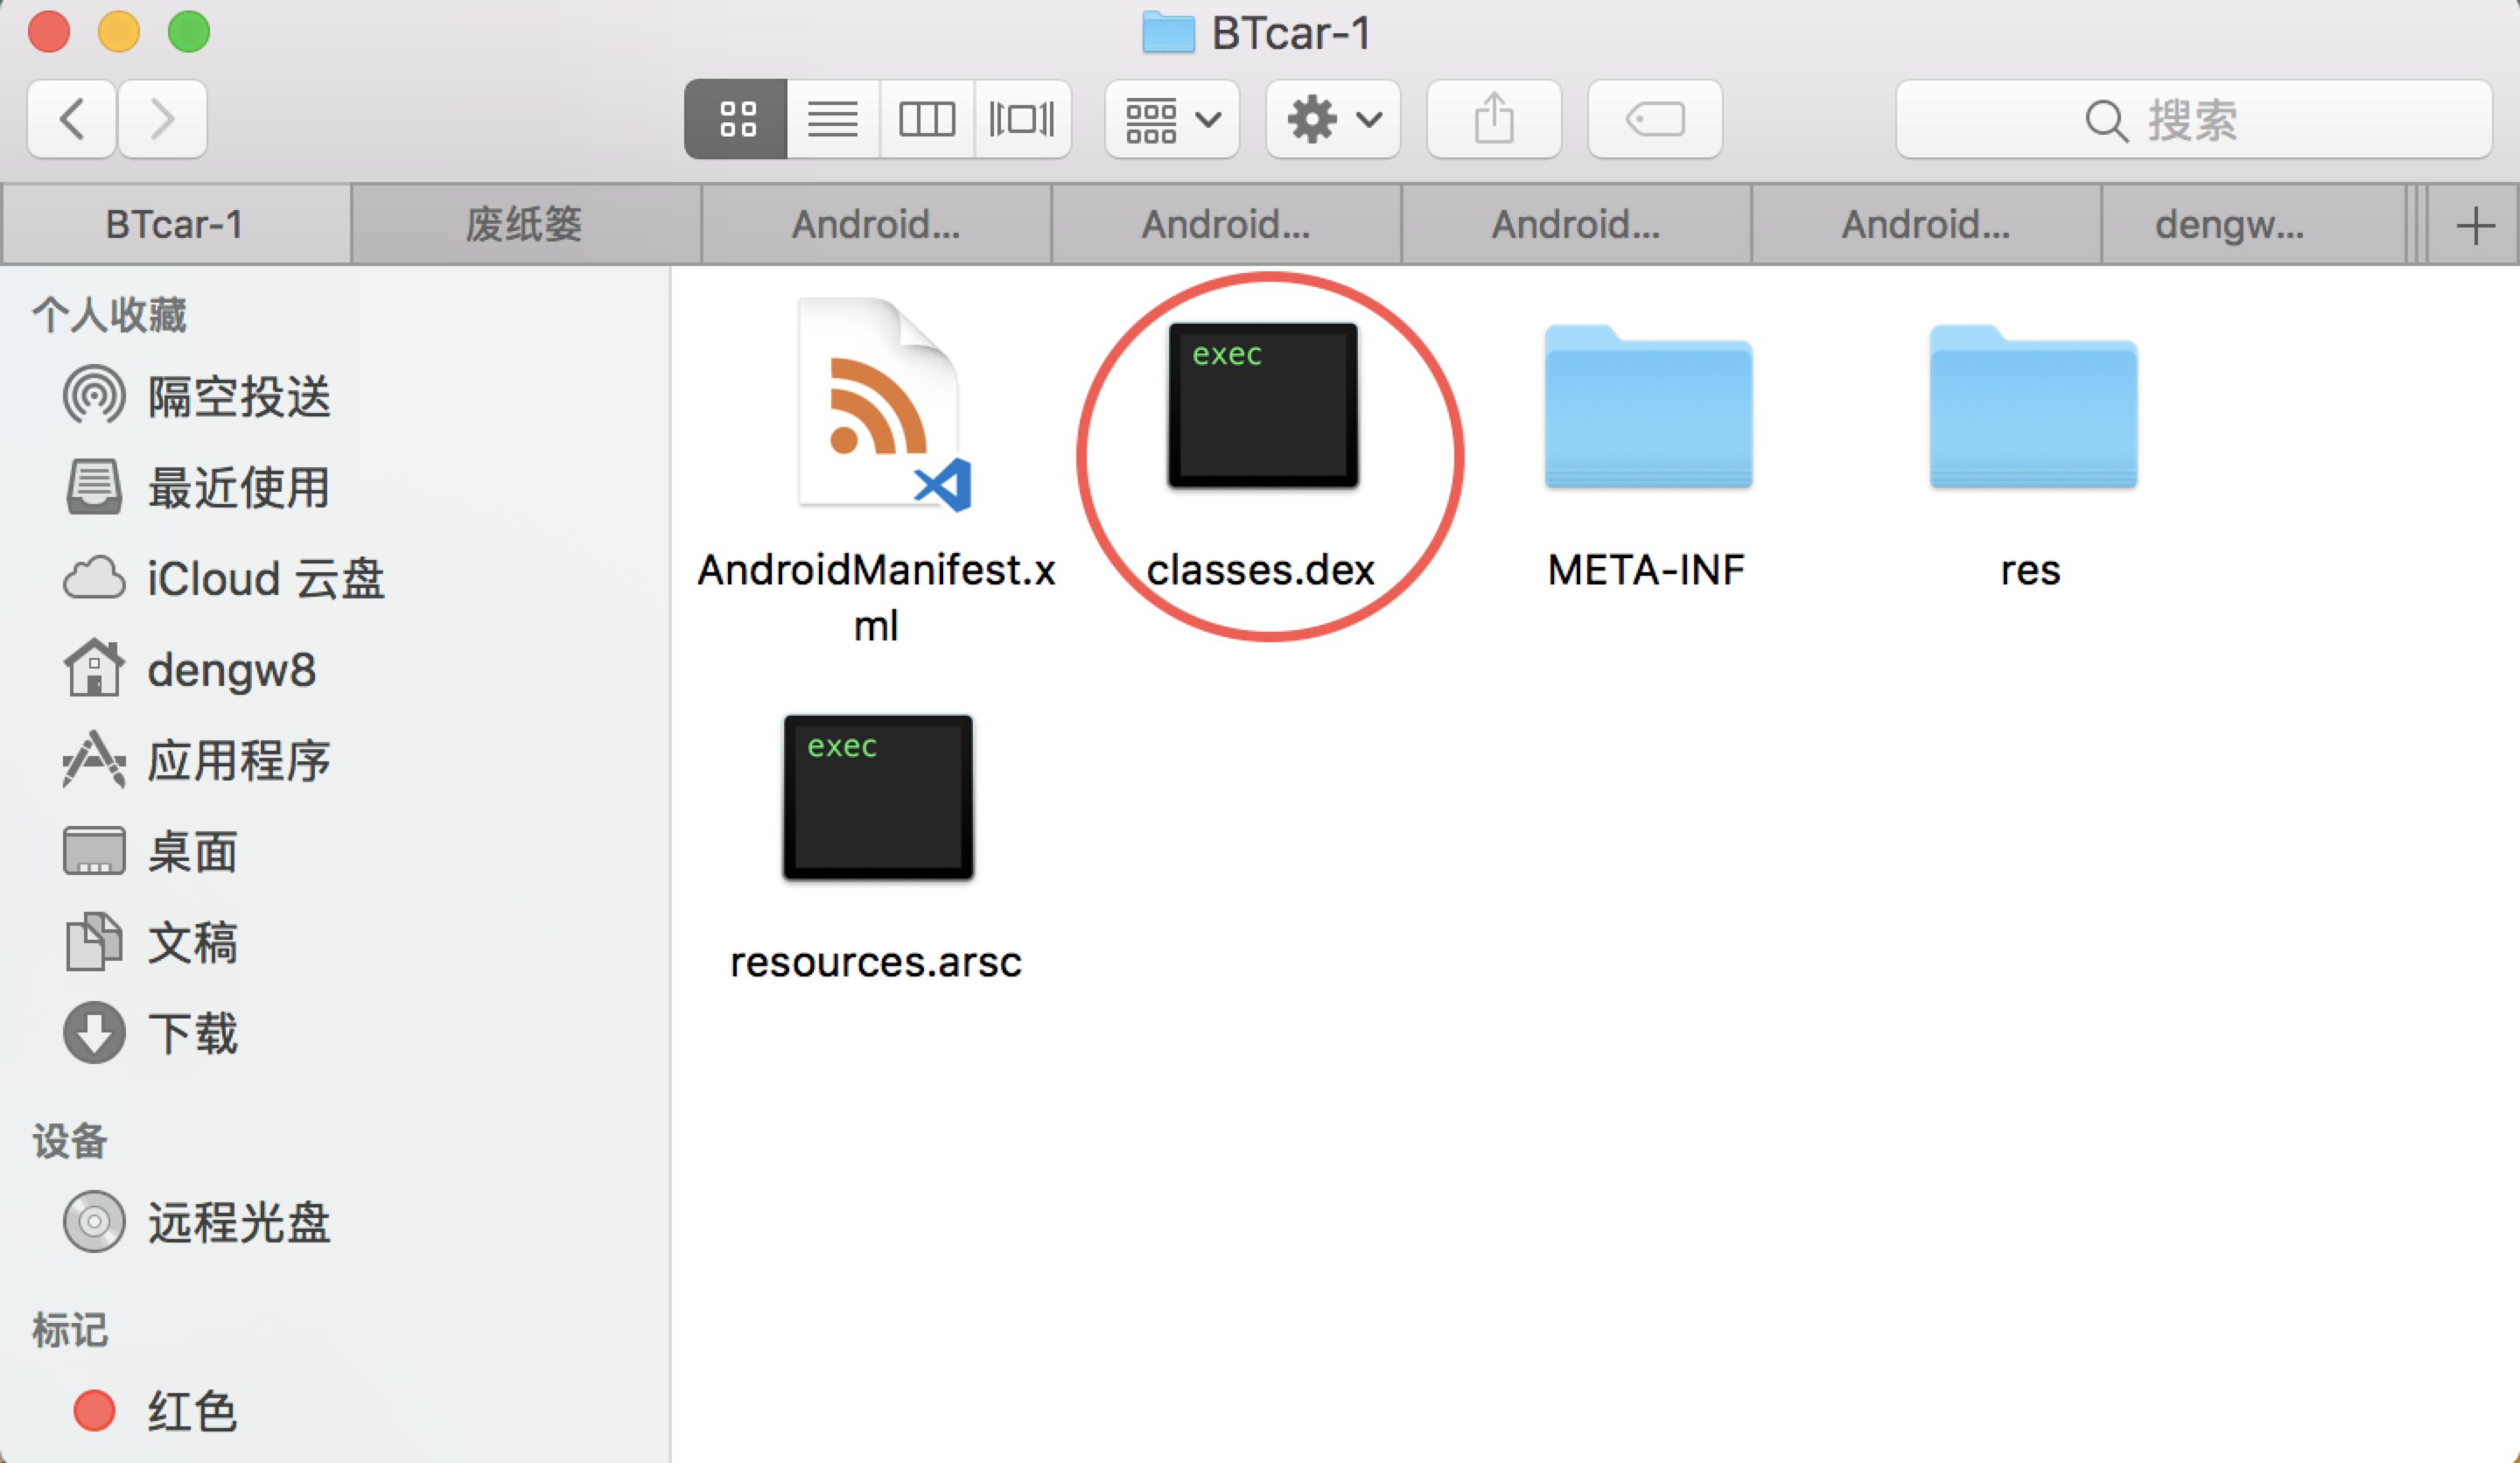 BTcar-1
搜索
BTcar-1
废纸篓
Android...
Android...
Android...
Android...
dengw...
个人收藏
隔空投送
最近使用
iCloud 云盘
dengw8
应用程序
桌面
文稿
下载
设备
远程光盘
标记
红色
AndroidManifest.x
ml
exec
classes.dex
META-INF
res
exec
resources.arsc